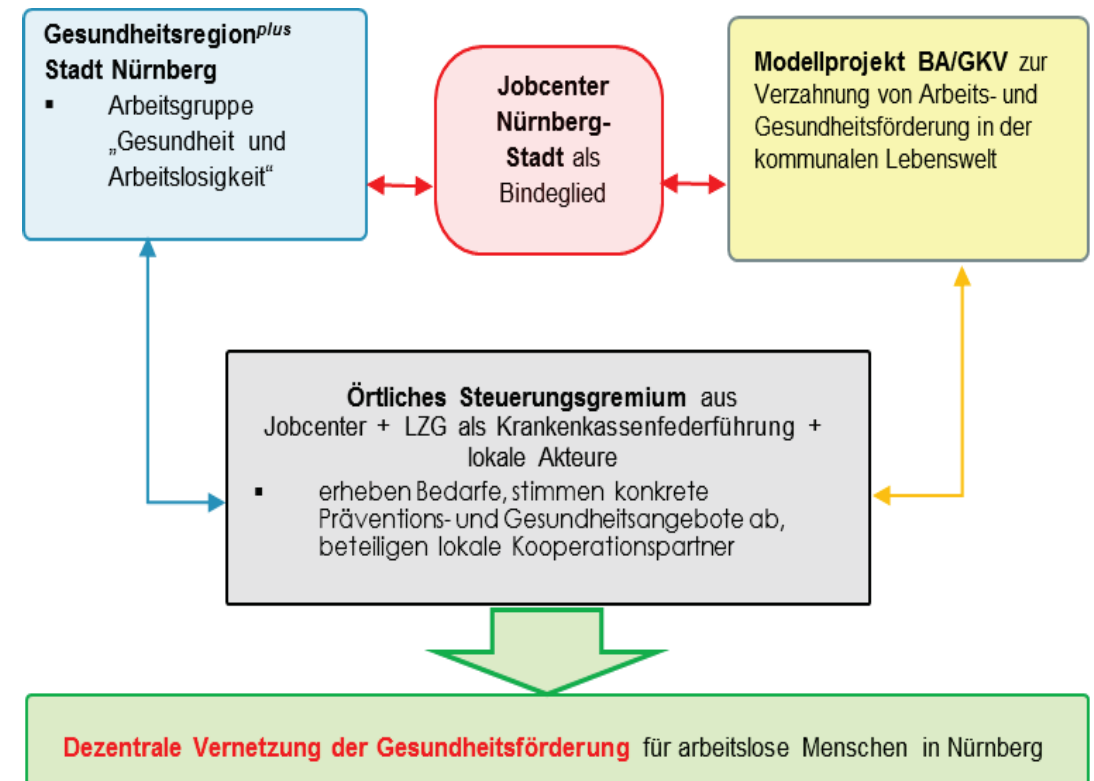 Gesundheitsregionplus
Stadt Nürnberg
▪ Arbeitsgruppe
„Gesundheit und
Arbeitslosigkeit“
Jobcenter
Nürnberg-
Stadt als
Bindeglied
Modellprojekt BA/GKV zur
Verzahnung von Arbeits- und
Gesundheitsförderung in der
kommunalen Lebenswelt
Örtliches Steuerungsgremium aus
Jobcenter + LZG als Krankenkassenfederführung +
lokale Akteure
▪ erheben Bedarfe, stimmen konkrete
Präventions- und Gesundheitsangebote ab,
beteiligen lokale Kooperationspartner
Dezentrale Vernetzung der Gesundheitsförderung für arbeitslose Menschen in Nürnberg